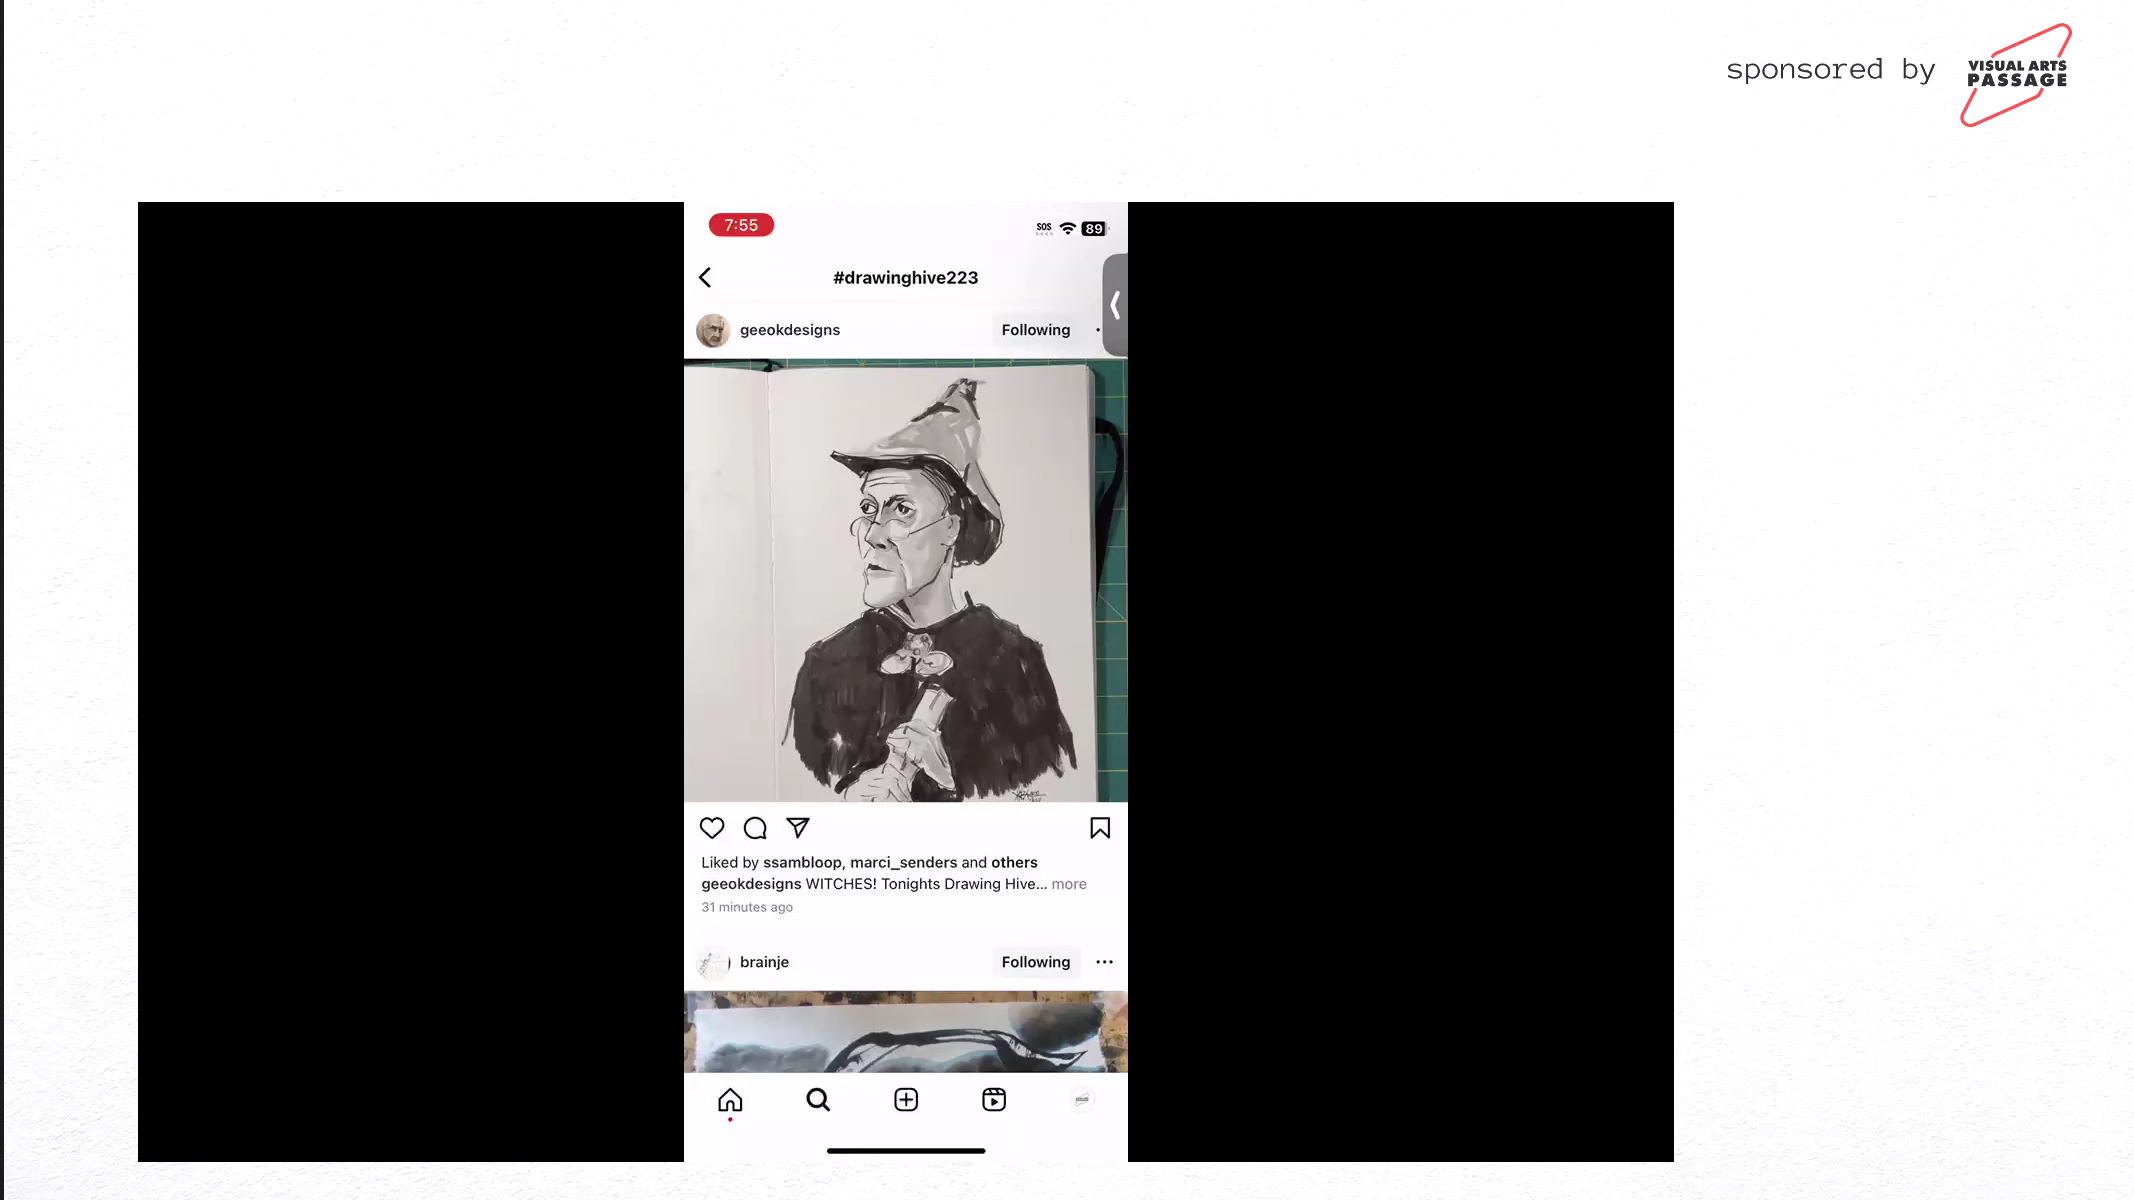 sponsored by
VISUAL ARTS
PASSAGE
7:55
SOS
89
#drawinghive223
geeokdesigns
Following
Liked by ssambloop, marci_senders and others
geeokdesigns WITCHES! Tonights Drawing Hive... more
31 minutes ago
brainje
Following